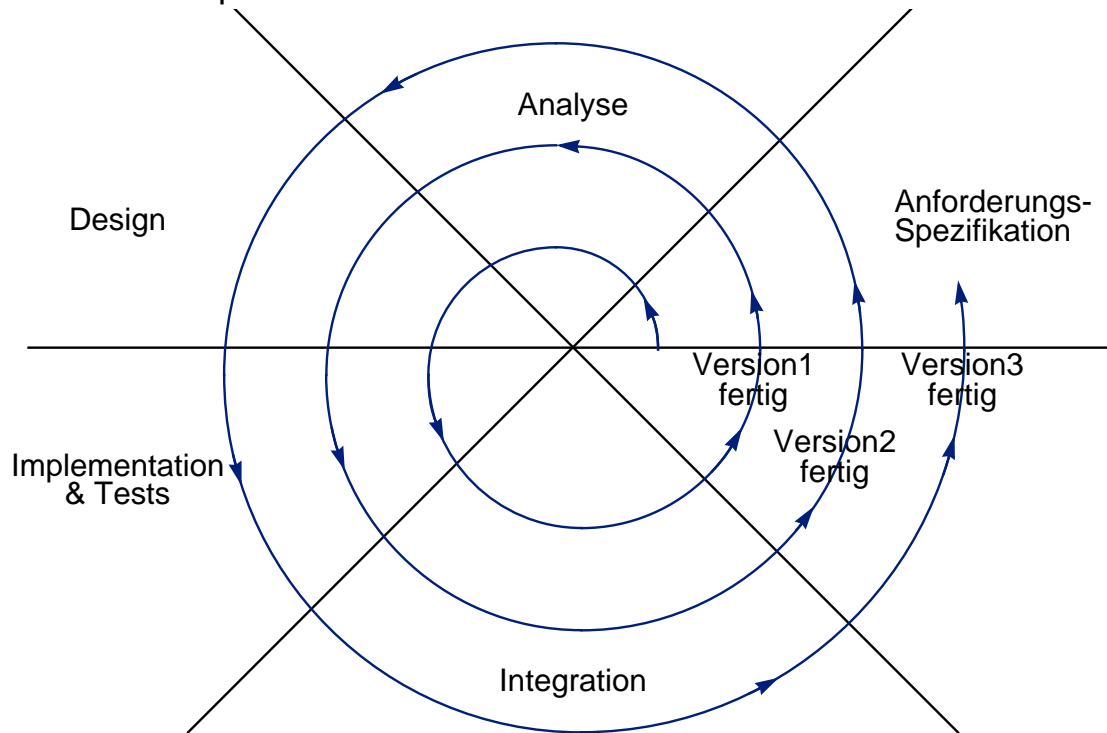 Analyse
Anforderungs-
Spezifikation
Design
Version1
fertig
Version3
fertig
Version2
fertig
Implementation
& Tests
Integration